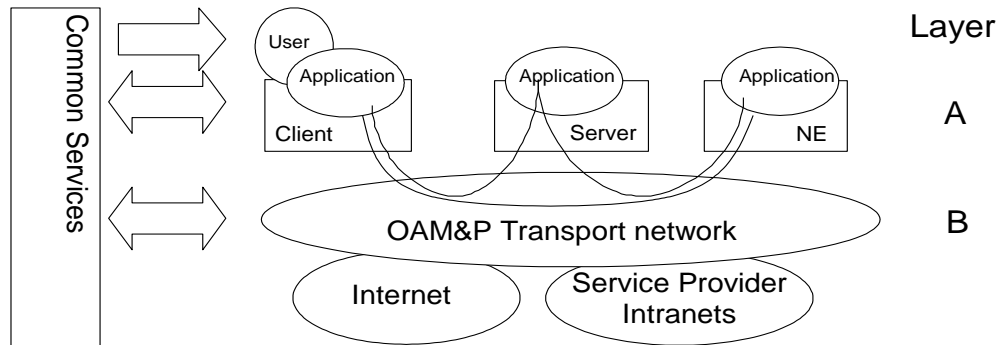 Common Services
Layer
User
Application
Application
Application
Client
Server
NE
A
OAM&P Transport network
B
Internet
Service Provider
Intranets